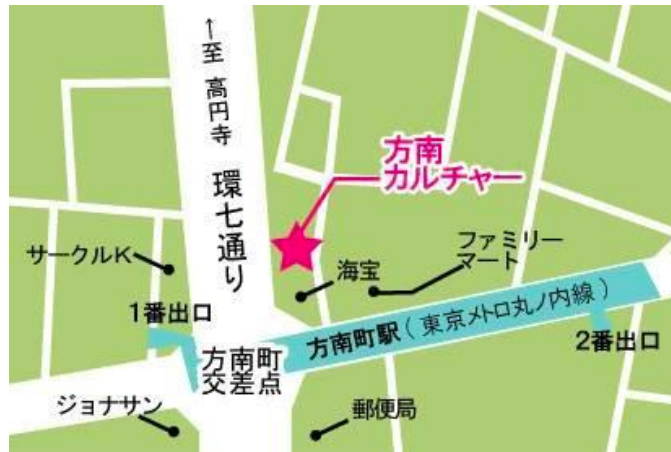 ←至 高円寺
環七通り
方南
カルチャー
サークルK
1番出口
海宝
ファミリー
マート
方南町駅(東京メトロ丸ノ内線)
2番出口
方南町
交差点
ジョナサン
郵便局